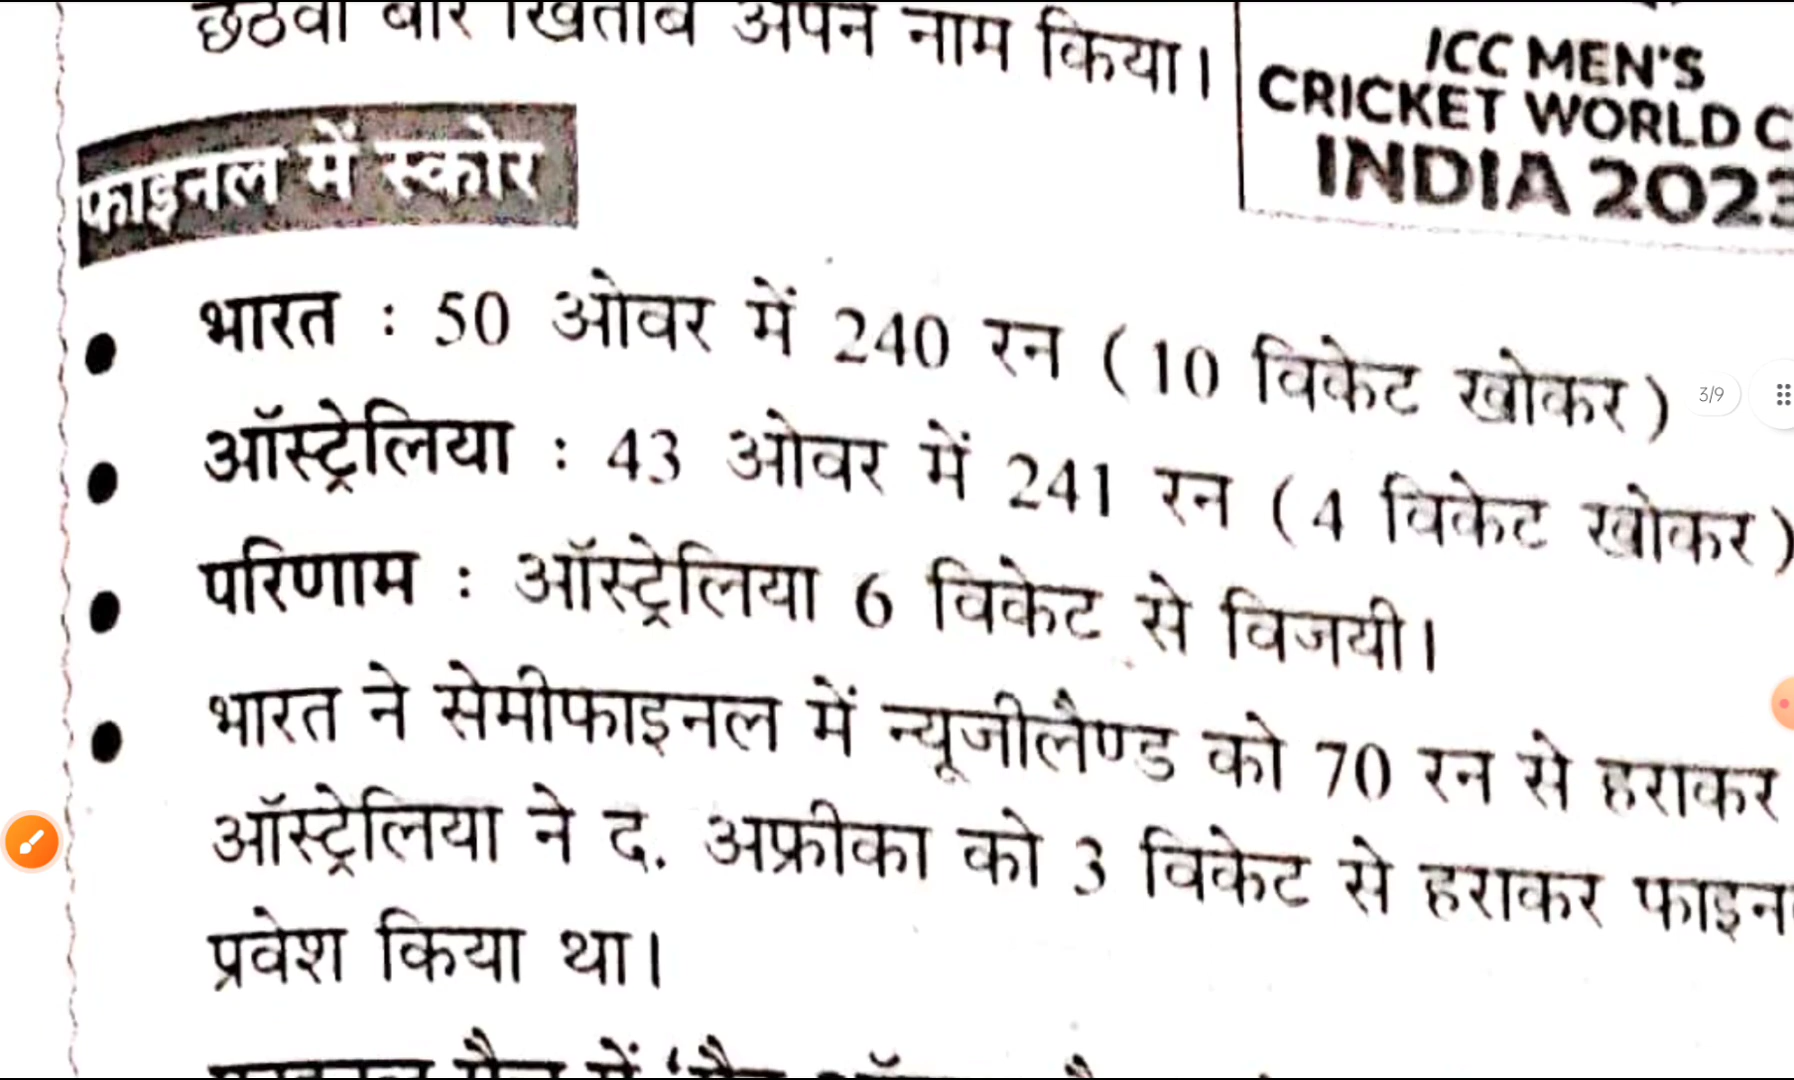 छठवीं बार खिताब अपने नाम किया।
ICC MEN'S
CRICKET WORLD C
INDIA 2023
फाइनल में स्कोर
• भारत : 50 ओवर में 240 रन (10 विकेट खोकर)
3/9
• ऑस्ट्रेलिया : 43 ओवर में 241 रन (4 विकेट खोकर)
• परिणाम : ऑस्ट्रेलिया 6 विकेट से विजयी।
• भारत ने सेमीफाइनल में न्यूजीलैण्ड को 70 रन से हराकर
ऑस्ट्रेलिया ने द. अफ्रीका को 3 विकेट से हराकर फाइन
प्रवेश किया था।